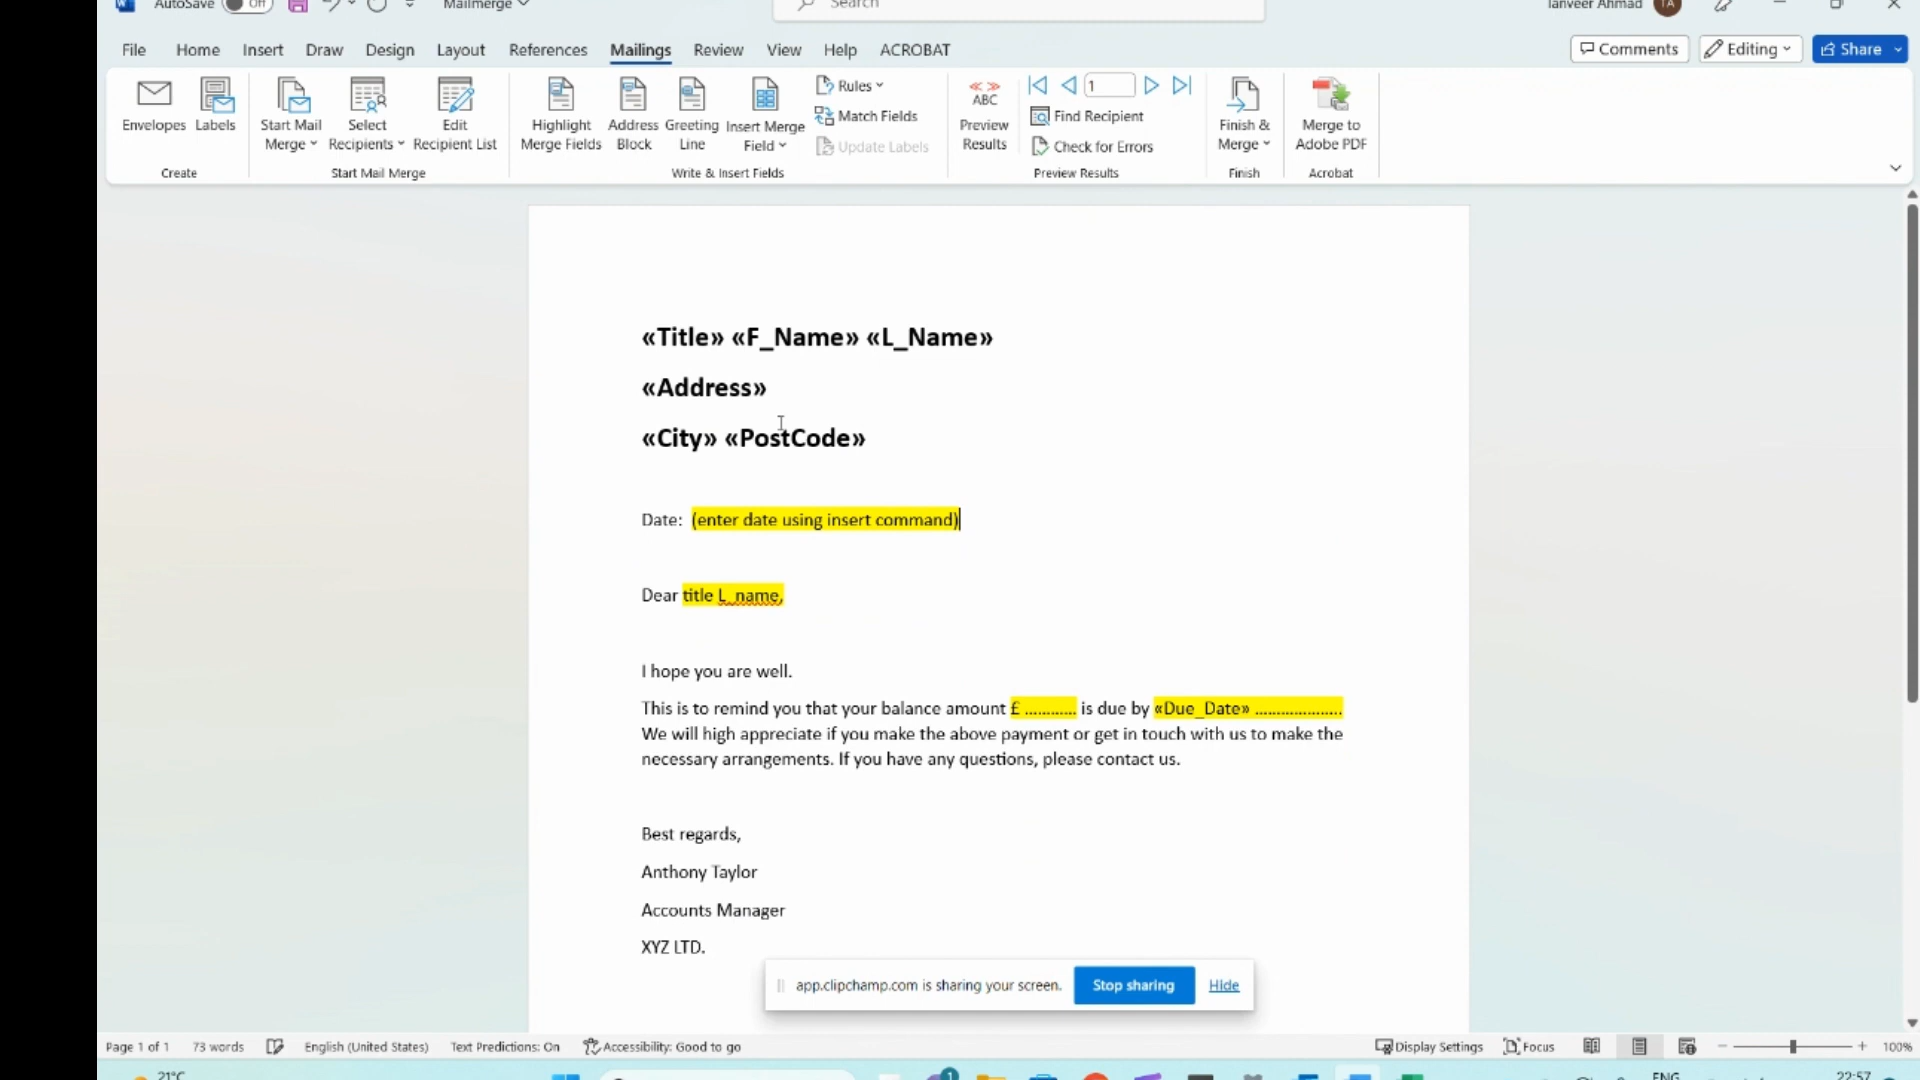 AutoSave Off Mailmerge Search Tanveer Ahmad TA
File Home Insert Draw Design Layout References Mailings Review View Help ACROBAT Comments Editing Share
Envelopes Labels Start Mail Merge Select Recipients Edit Recipient List Highlight Merge Fields Address Block Greeting Line Insert Merge Field Rules Match Fields Update Labels ABC Preview Results 1 Find Recipient Check for Errors Finish & Merge Merge to Adobe PDF
Create Start Mail Merge Write & Insert Fields Preview Results Finish Acrobat
«Title» «F_Name» «L_Name»
«Address»
«City» «PostCode»
Date: (enter date using insert command)
Dear title L_name,
I hope you are well.
This is to remind you that your balance amount £ ............ is due by «Due_Date» .....................
We will high appreciate if you make the above payment or get in touch with us to make the
necessary arrangements. If you have any questions, please contact us.
Best regards,
Anthony Taylor
Accounts Manager
XYZ LTD.
app.clipchamp.com is sharing your screen. Stop sharing Hide
Page 1 of 1 73 words English (United States) Text Predictions: On Accessibility: Good to go Display Settings Focus 100%
21°C 1 ENG 22:57